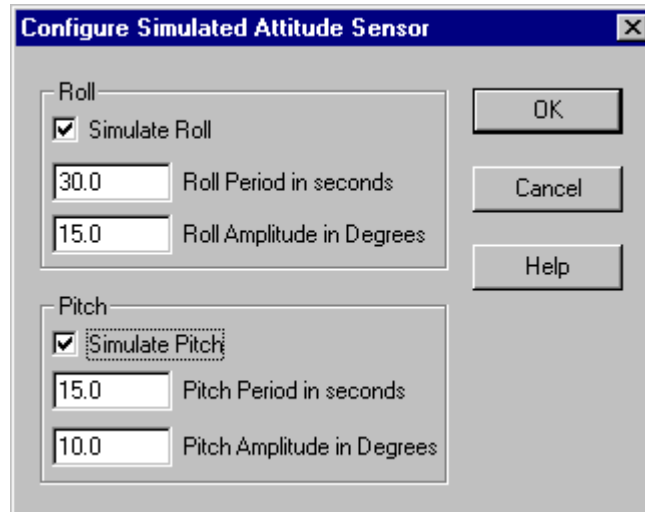 Configure Simulated Attitude Sensor
Roll
Simulate Roll
30.0 Roll Period in seconds
15.0 Roll Amplitude in Degrees
Pitch
Simulate Pitch
15.0 Pitch Period in seconds
10.0 Pitch Amplitude in Degrees
OK
Cancel
Help